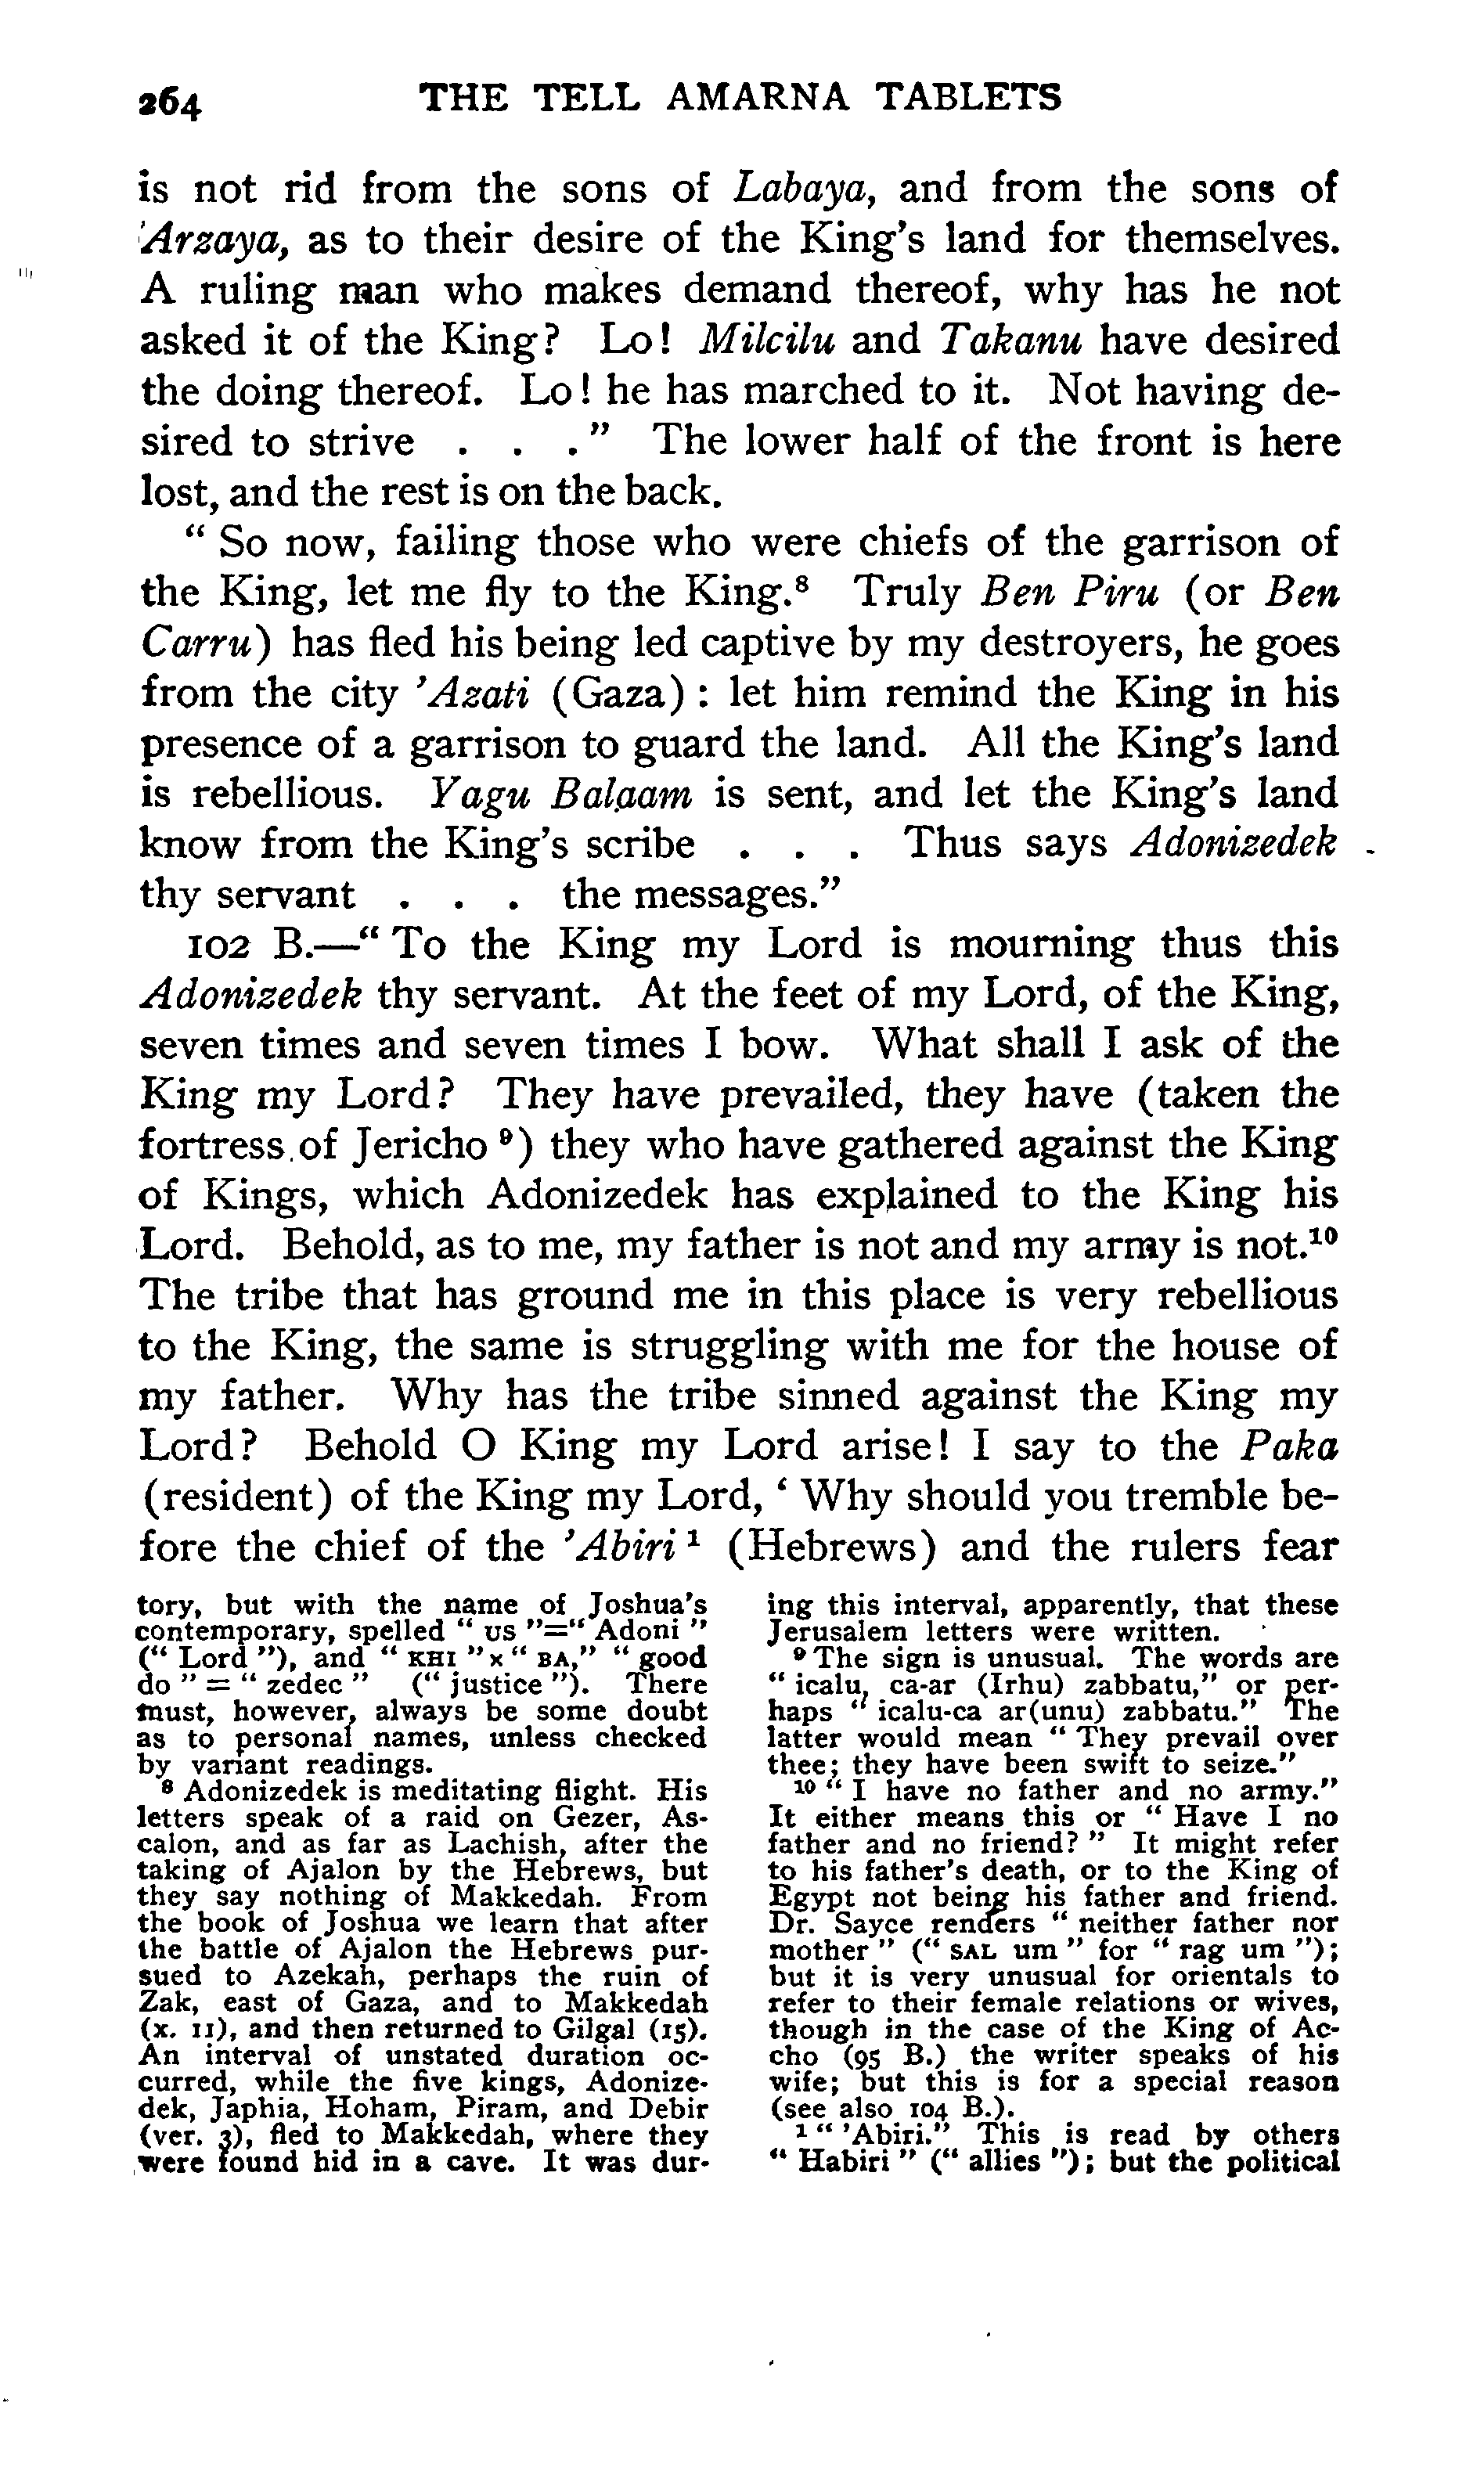 264 THE TELL AMARNA TABLETS
is not rid from the sons of Labaya, and from the sons of
'Arzaya, as to their desire of the King's land for themselves.
A ruling man who makes demand thereof, why has he not
asked it of the King? Lo! Milcilu and Takanu have desired
the doing thereof. Lo! he has marched to it. Not having de-
sired to strive . . ." The lower half of the front is here
lost, and the rest is on the back.
"So now, failing those who were chiefs of the garrison of
the King, let me fly to the King.⁸ Truly Ben Piru (or Ben
Carru) has fled his being led captive by my destroyers, he goes
from the city 'Azati (Gaza): let him remind the King in his
presence of a garrison to guard the land. All the King's land
is rebellious. Yagu Balaam is sent, and let the King's land
know from the King's scribe . . . Thus says Adonizedek
thy servant . . . the messages."
102 B.—"To the King my Lord is mourning thus this
Adonizedek thy servant. At the feet of my Lord, of the King,
seven times and seven times I bow. What shall I ask of the
King my Lord? They have prevailed, they have (taken the
fortress of Jericho ⁹) they who have gathered against the King
of Kings, which Adonizedek has explained to the King his
Lord. Behold, as to me, my father is not and my army is not.¹⁰
The tribe that has ground me in this place is very rebellious
to the King, the same is struggling with me for the house of
my father. Why has the tribe sinned against the King my
Lord? Behold O King my Lord arise! I say to the Paka
(resident) of the King my Lord, 'Why should you tremble be-
fore the chief of the 'Abiri ¹ (Hebrews) and the rulers fear
tory, but with the name of Joshua's
contemporary, spelled "US"="Adoni"
("Lord"), and "KHI"x"BA," "good
do" = "zedec" ("justice"). There
must, however, always be some doubt
as to personal names, unless checked
by variant readings.
⁸ Adonizedek is meditating flight. His
letters speak of a raid on Gezer, As-
calon, and as far as Lachish, after the
taking of Ajalon by the Hebrews, but
they say nothing of Makkedah. From
the book of Joshua we learn that after
the battle of Ajalon the Hebrews pur-
sued to Azekah, perhaps the ruin of
Zak, east of Gaza, and to Makkedah
(x. 11), and then returned to Gilgal (15).
An interval of unstated duration oc-
curred, while the five kings, Adonize-
dek, Japhia, Hoham, Piram, and Debir
(ver. 3), fled to Makkedah, where they
were found hid in a cave. It was dur-
ing this interval, apparently, that these
Jerusalem letters were written.
⁹ The sign is unusual. The words are
"icalu, ca-ar (Irhu) zabbatu," or per-
haps "icalu-ca ar(unu) zabbatu." The
latter would mean "They prevail over
thee; they have been swift to seize."
¹⁰ "I have no father and no army."
It either means this or "Have I no
father and no friend?" It might refer
to his father's death, or to the King of
Egypt not being his father and friend.
Dr. Sayce renders "neither father nor
mother" ("SAL um" for "rag um");
but it is very unusual for orientals to
refer to their female relations or wives,
though in the case of the King of Ac-
cho (95 B.) the writer speaks of his
wife; but this is for a special reason
(see also 104 B.).
¹ "'Abiri." This is read by others
"Habiri" ("allies"); but the political